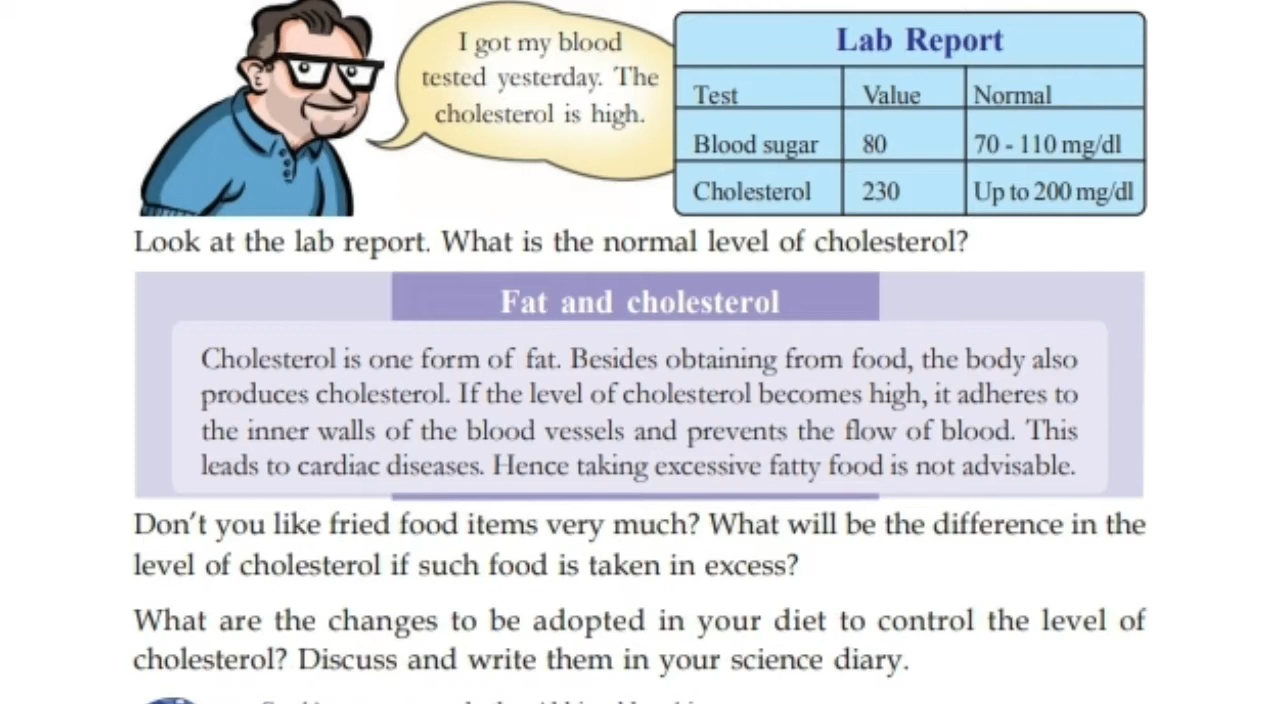 I got my blood
tested yesterday. The
cholesterol is high.
Lab Report
Test Value Normal
Blood sugar 80 70 - 110 mg/dl
Cholesterol 230 Up to 200 mg/dl
Look at the lab report. What is the normal level of cholesterol?
Fat and cholesterol
Cholesterol is one form of fat. Besides obtaining from food, the body also
produces cholesterol. If the level of cholesterol becomes high, it adheres to
the inner walls of the blood vessels and prevents the flow of blood. This
leads to cardiac diseases. Hence taking excessive fatty food is not advisable.
Don't you like fried food items very much? What will be the difference in the
level of cholesterol if such food is taken in excess?
What are the changes to be adopted in your diet to control the level of
cholesterol? Discuss and write them in your science diary.